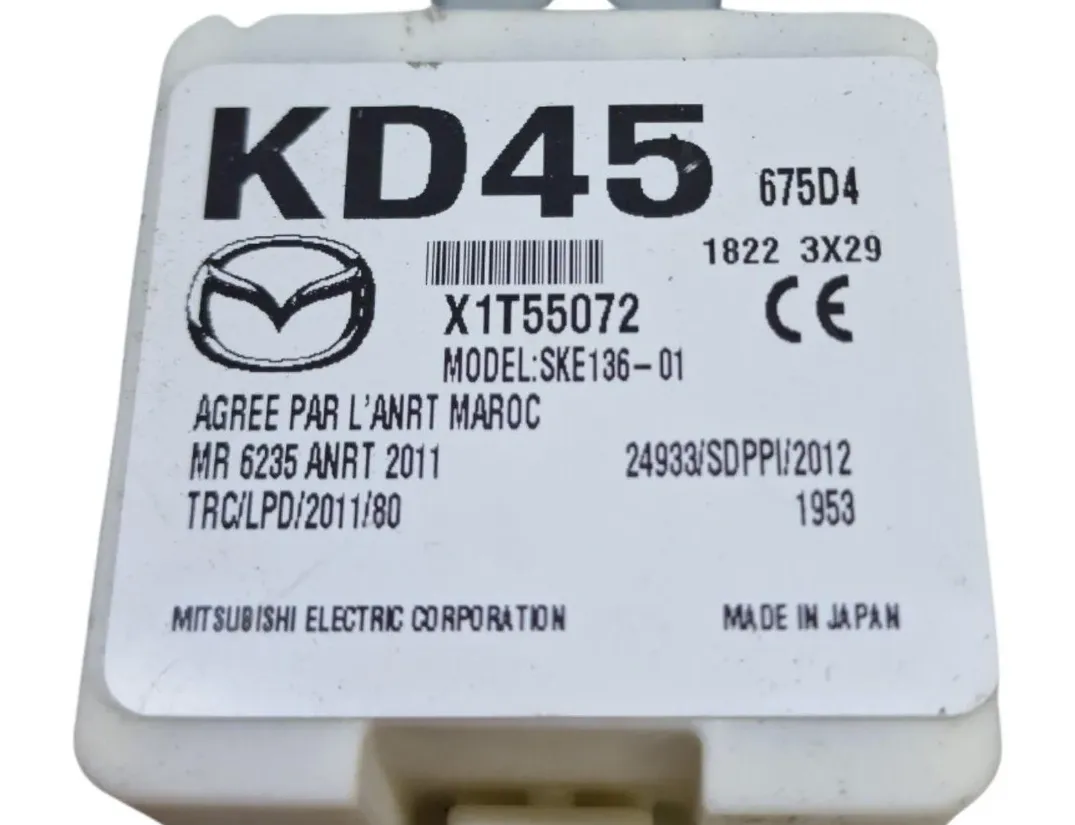 KD45 675D4
1822 3X29
X1T55072
CE
MODEL:SKE136-01
AGREE PAR L'ANRT MAROC
MR 6235 ANRT 2011 24933/SDPPI/2012
TRC/LPD/2011/80 1953
MITSUBISHI ELECTRIC CORPORATION MADE IN JAPAN